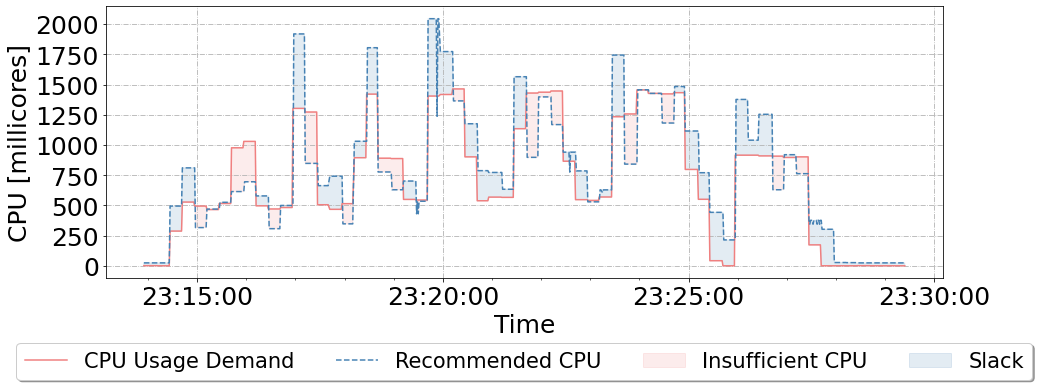 CPU [millicores]
2000
1750
1500
1250
1000
750
500
250
0
23:15:00 23:20:00 23:25:00 23:30:00
Time
CPU Usage Demand Recommended CPU Insufficient CPU Slack